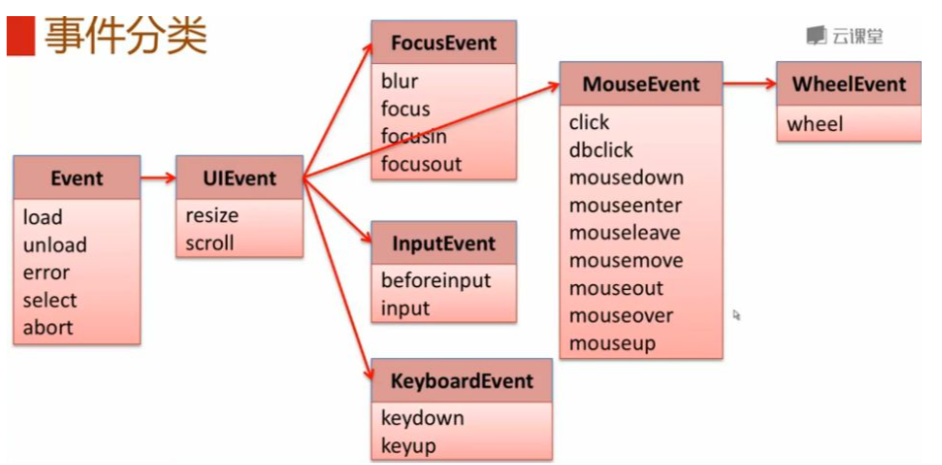 事件分类
云课堂
Event
load
unload
error
select
abort
UIEvent
resize
scroll
FocusEvent
blur
focus
focusin
focusout
InputEvent
beforeinput
input
KeyboardEvent
keydown
keyup
MouseEvent
click
dbclick
mousedown
mouseenter
mouseleave
mousemove
mouseout
mouseover
mouseup
WheelEvent
wheel